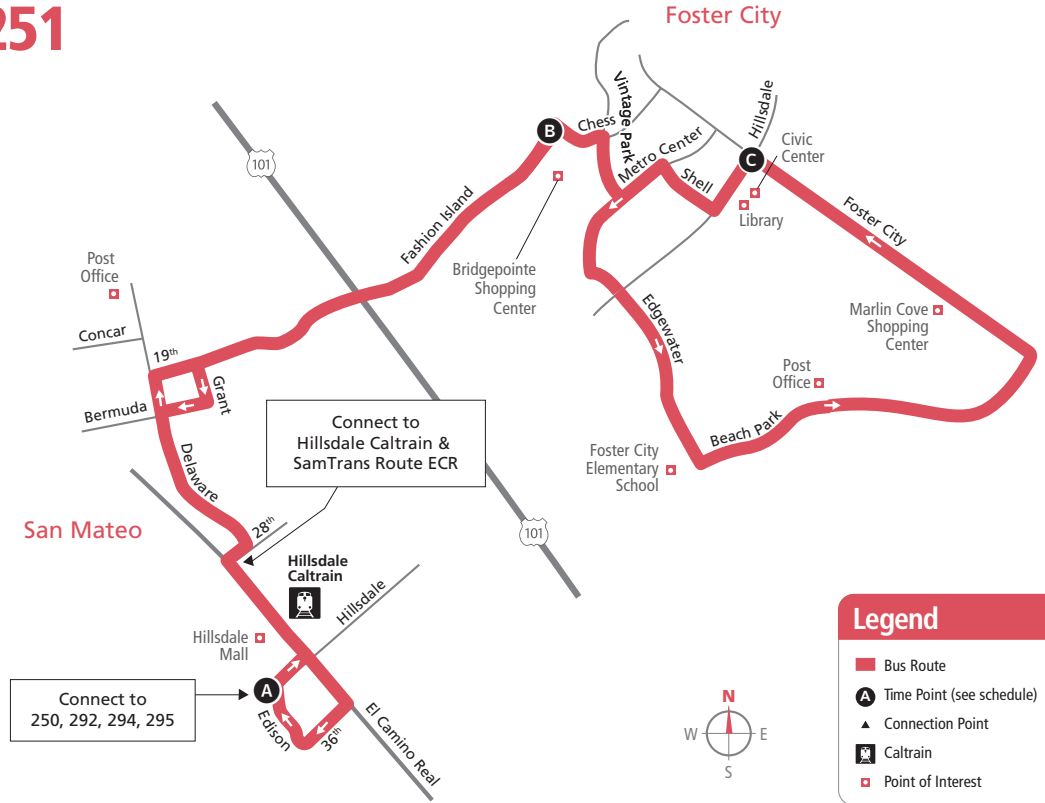 251
Foster City
Vintage Park
Chess
Metro Center
Hillsdale
B
C
Civic
Center
101
Shell
Library
Fashion Island
Foster City
Post
Office
Bridgepointe
Shopping
Center
Edgewater
Marlin Cove
Shopping
Center
Concar
19th
Grant
Post
Office
Bermuda
Connect to
Hillsdale Caltrain &
SamTrans Route ECR
Beach Park
Delaware
Foster City
Elementary
School
San Mateo
28th
101
Hillsdale
Caltrain
Hillsdale
Hillsdale
Mall
Connect to
250, 292, 294, 295
A
Edison
36th
El Camino Real
N
W
E
S
Legend
Bus Route
A
Time Point (see schedule)
Connection Point
Caltrain
Point of Interest